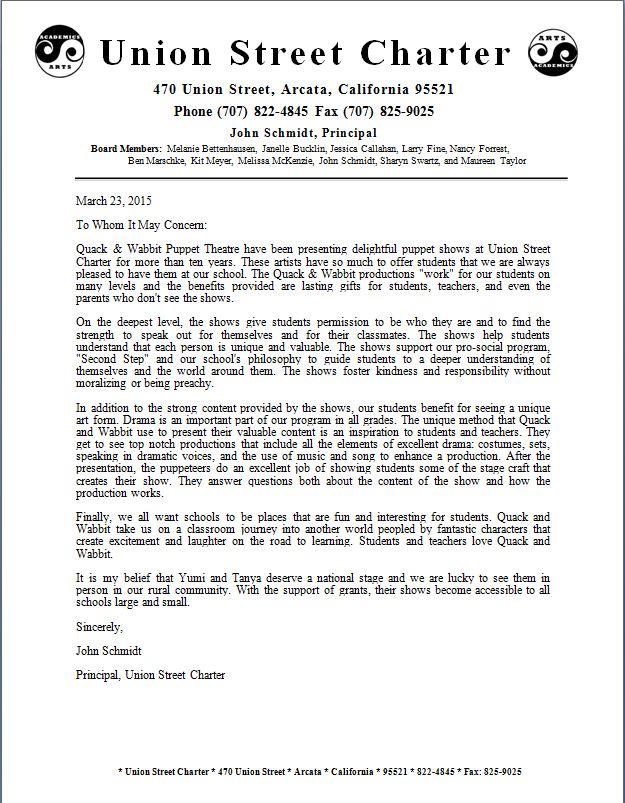 ACADEMICS
ARTS
Union Street Charter
ARTS
ACADEMICS
470 Union Street, Arcata, California 95521
Phone (707) 822-4845 Fax (707) 825-9025
John Schmidt, Principal
Board Members: Melanie Bettenhausen, Janelle Bucklin, Jessica Callahan, Larry Fine, Nancy Forrest,
Ben Marschke, Kit Meyer, Melissa McKenzie, John Schmidt, Sharyn Swartz, and Maureen Taylor
March 23, 2015
To Whom It May Concern:
Quack & Wabbit Puppet Theatre have been presenting delightful puppet shows at Union Street
Charter for more than ten years. These artists have so much to offer students that we are always
pleased to have them at our school. The Quack & Wabbit productions "work" for our students on
many levels and the benefits provided are lasting gifts for students, teachers, and even the
parents who don't see the shows.
On the deepest level, the shows give students permission to be who they are and to find the
strength to speak out for themselves and for their classmates. The shows help students
understand that each person is unique and valuable. The shows support our pro-social program,
"Second Step" and our school's philosophy to guide students to a deeper understanding of
themselves and the world around them. The shows foster kindness and responsibility without
moralizing or being preachy.
In addition to the strong content provided by the shows, our students benefit for seeing a unique
art form. Drama is an important part of our program in all grades. The unique method that Quack
and Wabbit use to present their valuable content is an inspiration to students and teachers. They
get to see top notch productions that include all the elements of excellent drama: costumes, sets,
speaking in dramatic voices, and the use of music and song to enhance a production. After the
presentation, the puppeteers do an excellent job of showing students some of the stage craft that
creates their show. They answer questions both about the content of the show and how the
production works.
Finally, we all want schools to be places that are fun and interesting for students. Quack and
Wabbit take us on a classroom journey into another world peopled by fantastic characters that
create excitement and laughter on the road to learning. Students and teachers love Quack and
Wabbit.
It is my belief that Yumi and Tanya deserve a national stage and we are lucky to see them in
person in our rural community. With the support of grants, their shows become accessible to all
schools large and small.
Sincerely,
John Schmidt
Principal, Union Street Charter
* Union Street Charter * 470 Union Street * Arcata * California * 95521 * 822-4845 * Fax: 825-9025